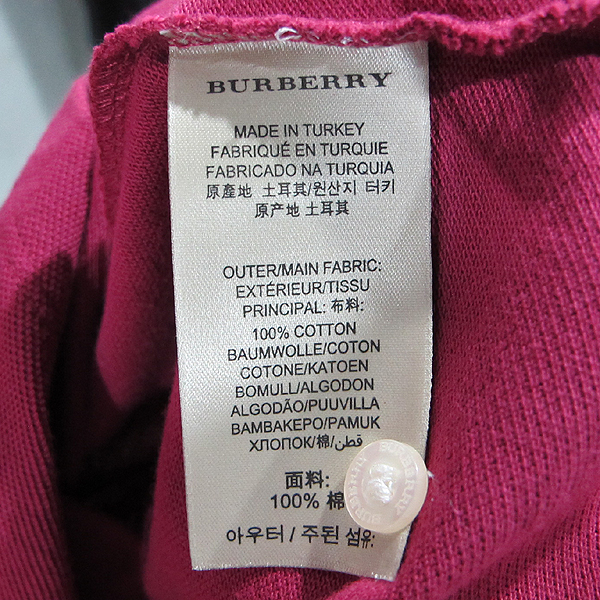 BURBERRY
MADE IN TURKEY
FABRIQUÉ EN TURQUIE
FABRICADO NA TURQUIA
原產地 土耳其/원산지 터키
原产地 土耳其
OUTER/MAIN FABRIC:
EXTÉRIEUR/TISSU
PRINCIPAL: 布料:
100% COTTON
BAUMWOLLE/COTON
COTONE/KATOEN
BOMULL/ALGODON
ALGODÃO/PUUVILLA
BAMBAKEPO/PAMUK
ХЛОПОК/棉/قطن
面料:
100% 棉
아우터 / 주된 섬유:
BURBERRY